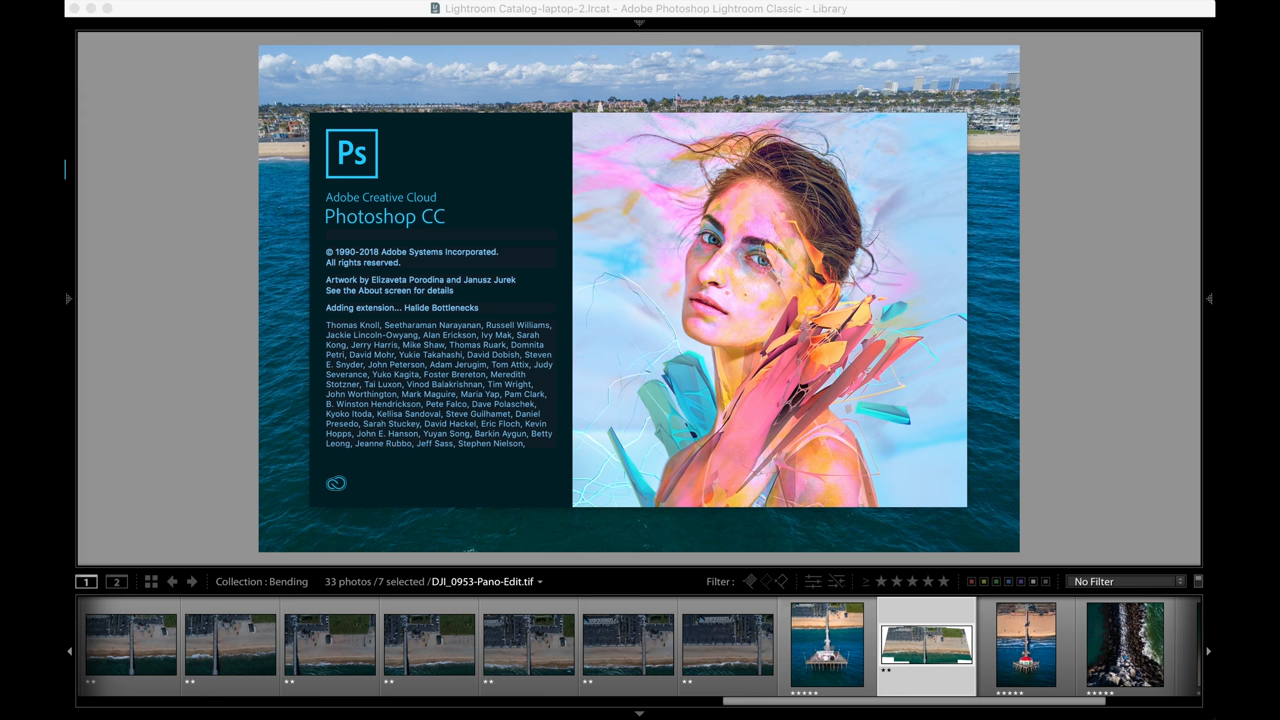 Lightroom Catalog-laptop-2.lrcat - Adobe Photoshop Lightroom Classic - Library
Ps
Adobe Creative Cloud
Photoshop CC
© 1990-2018 Adobe Systems Incorporated.
All rights reserved.
Artwork by Elizaveta Porodina and Janusz Jurek
See the About screen for details
Adding extension... Halide Bottlenecks
Thomas Knoll, Seetharaman Narayanan, Russell Williams,
Jackie Lincoln-Owyang, Alan Erickson, Ivy Mak, Sarah
Kong, Jerry Harris, Mike Shaw, Thomas Ruark, Domnita
Petri, David Mohr, Yukie Takahashi, David Dobish, Steven
E. Snyder, John Peterson, Adam Jerugim, Tom Attix, Judy
Severance, Yuko Kagita, Foster Brereton, Meredith
Stotzner, Tai Luxon, Vinod Balakrishnan, Tim Wright,
John Worthington, Mark Maguire, Maria Yap, Pam Clark,
B. Winston Hendrickson, Pete Falco, Dave Polaschek,
Kyoko Itoda, Kellisa Sandoval, Steve Guilhamet, Daniel
Presedo, Sarah Stuckey, David Hackel, Eric Floch, Kevin
Hopps, John E. Hanson, Yuyan Song, Barkin Aygun, Betty
Leong, Jeanne Rubbo, Jeff Sass, Stephen Nielson,
1 2 Collection : Bending 33 photos / 7 selected / DJI_0953-Pano-Edit.tif Filter : No Filter